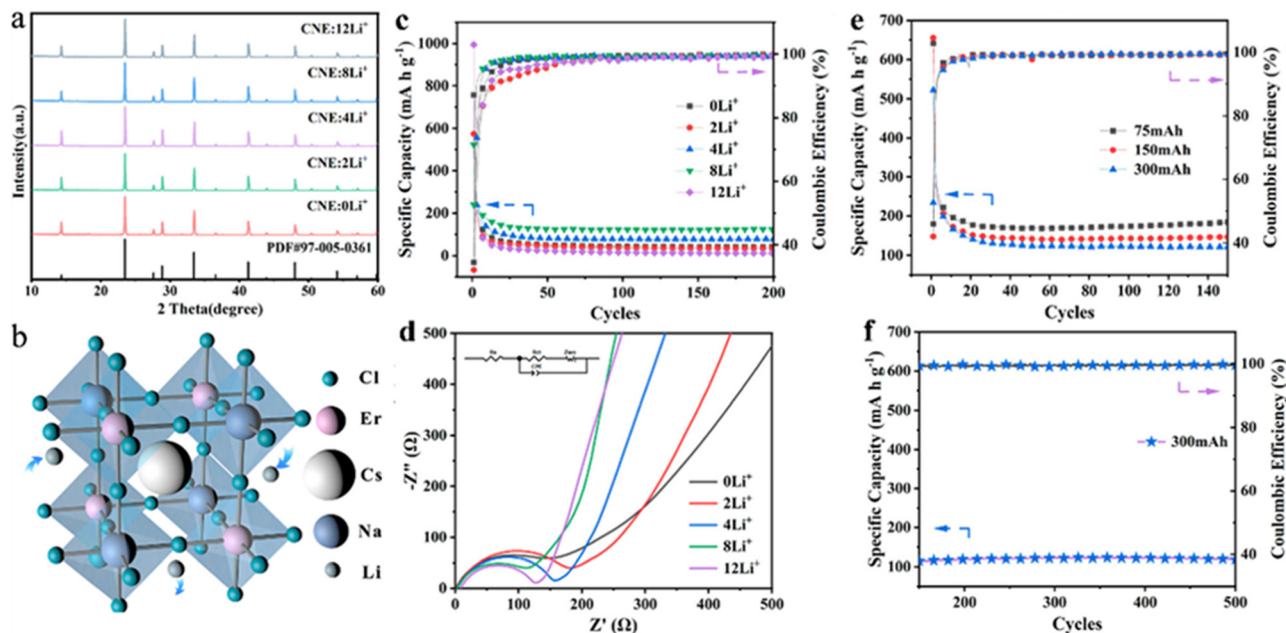 a
CNE:12Li⁺
CNE:8Li⁺
CNE:4Li⁺
CNE:2Li⁺
CNE:0Li⁺
PDF#97-005-0361
Intensity(a.u.)
10 20 30 40 50 60
2 Theta(degree)
b
Cl
Er
Cs
Na
Li
c
Specific Capacity (mA h g⁻¹)
1000
800
600
400
200
0
0Li⁺
2Li⁺
4Li⁺
8Li⁺
12Li⁺
100
80
60
40
Coulombic Efficiency (%)
0 50 100 150 200
Cycles
d
-Z'' (Ω)
500
400
300
200
100
0
0Li⁺
2Li⁺
4Li⁺
8Li⁺
12Li⁺
0 100 200 300 400 500
Z' (Ω)
e
Specific Capacity (mA h g⁻¹)
700
600
500
400
300
200
100
75mAh
150mAh
300mAh
100
80
60
40
Coulombic Efficiency (%)
0 20 40 60 80 100 120 140
Cycles
f
Specific Capacity (mA h g⁻¹)
700
600
500
400
300
200
100
300mAh
100
80
60
40
Coulombic Efficiency (%)
200 300 400 500
Cycles